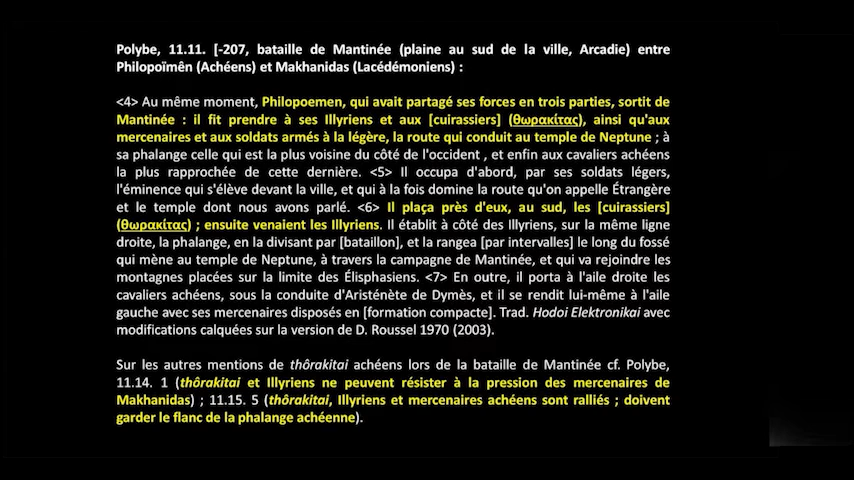 Polybe, 11.11. [-207, bataille de Mantinée (plaine au sud de la ville, Arcadie) entre
Philopoïmên (Achéens) et Makhanidas (Lacédémoniens) :
<4> Au même moment, Philopoemen, qui avait partagé ses forces en trois parties, sortit de
Mantinée : il fit prendre à ses Illyriens et aux [cuirassiers] (θωρακίτας), ainsi qu'aux
mercenaires et aux soldats armés à la légère, la route qui conduit au temple de Neptune ; à
sa phalange celle qui est la plus voisine du côté de l'occident , et enfin aux cavaliers achéens
la plus rapprochée de cette dernière. <5> Il occupa d'abord, par ses soldats légers,
l'éminence qui s'élève devant la ville, et qui à la fois domine la route qu'on appelle Étrangère
et le temple dont nous avons parlé. <6> Il plaça près d'eux, au sud, les [cuirassiers]
(θωρακίτας) ; ensuite venaient les Illyriens. Il établit à côté des Illyriens, sur la même ligne
droite, la phalange, en la divisant par [bataillon], et la rangea [par intervalles] le long du fossé
qui mène au temple de Neptune, à travers la campagne de Mantinée, et qui va rejoindre les
montagnes placées sur la limite des Élisphasiens. <7> En outre, il porta à l'aile droite les
cavaliers achéens, sous la conduite d'Aristénète de Dymès, et il se rendit lui-même à l'aile
gauche avec ses mercenaires disposés en [formation compacte]. Trad. Hodoi Elektronikai avec
modifications calquées sur la version de D. Roussel 1970 (2003).
Sur les autres mentions de thôrakitai achéens lors de la bataille de Mantinée cf. Polybe,
11.14. 1 (thôrakitai et Illyriens ne peuvent résister à la pression des mercenaires de
Makhanidas) ; 11.15. 5 (thôrakitai, Illyriens et mercenaires achéens sont ralliés ; doivent
garder le flanc de la phalange achéenne).